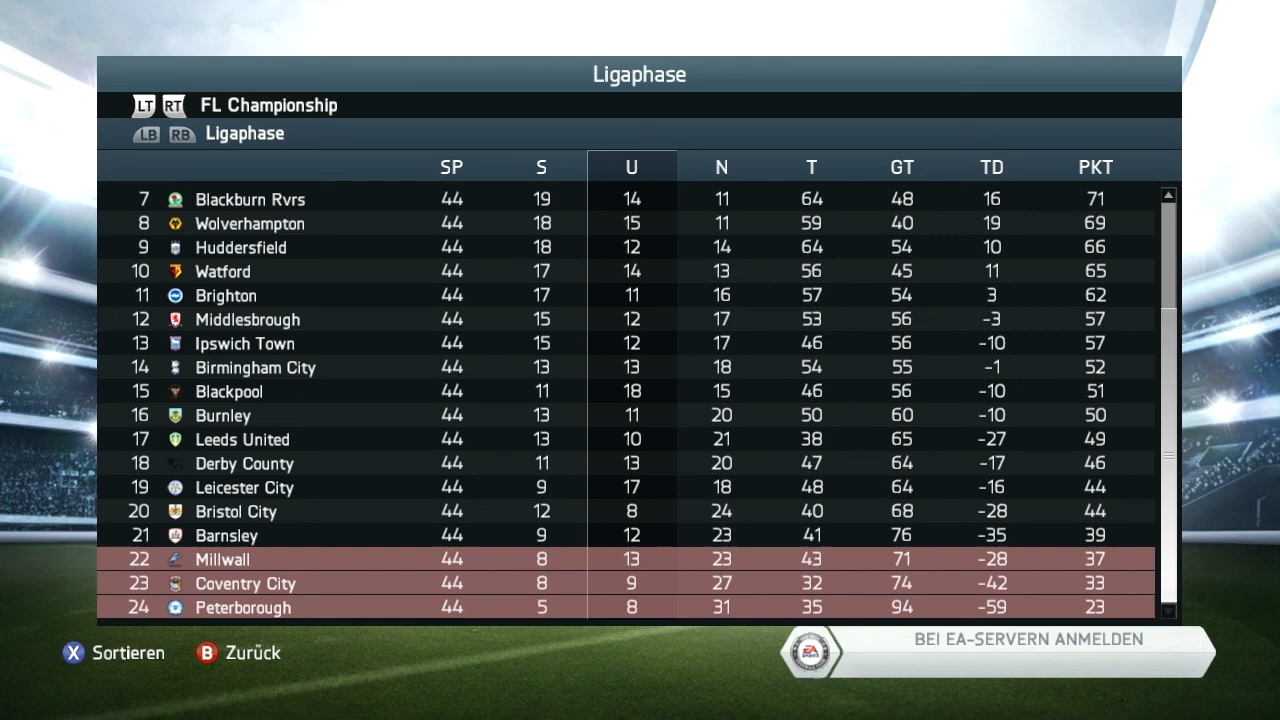 Ligaphase
LT RT FL Championship
LB RB Ligaphase
SP S U N T GT TD PKT
7 Blackburn Rvrs 44 19 14 11 64 48 16 71
8 Wolverhampton 44 18 15 11 59 40 19 69
9 Huddersfield 44 18 12 14 64 54 10 66
10 Watford 44 17 14 13 56 45 11 65
11 Brighton 44 17 11 16 57 54 3 62
12 Middlesbrough 44 15 12 17 53 56 -3 57
13 Ipswich Town 44 15 12 17 46 56 -10 57
14 Birmingham City 44 13 13 18 54 55 -1 52
15 Blackpool 44 11 18 15 46 56 -10 51
16 Burnley 44 13 11 20 50 60 -10 50
17 Leeds United 44 13 10 21 38 65 -27 49
18 Derby County 44 11 13 20 47 64 -17 46
19 Leicester City 44 9 17 18 48 64 -16 44
20 Bristol City 44 12 8 24 40 68 -28 44
21 Barnsley 44 9 12 23 41 76 -35 39
22 Millwall 44 8 13 23 43 71 -28 37
23 Coventry City 44 8 9 27 32 74 -42 33
24 Peterborough 44 5 8 31 35 94 -59 23
X Sortieren B Zurück
EA SPORTS
BEI EA-SERVERN ANMELDEN